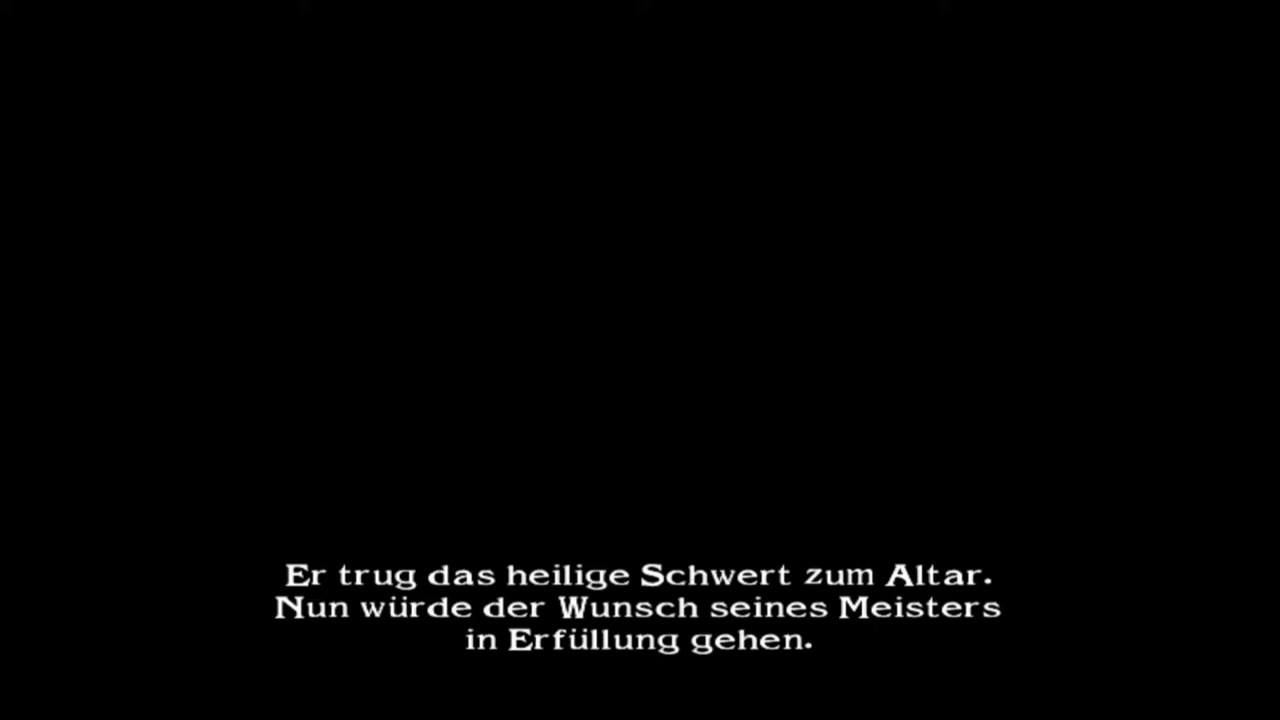 Er trug das heilige Schwert zum Altar.
Nun würde der Wunsch seines Meisters
in Erfüllung gehen.